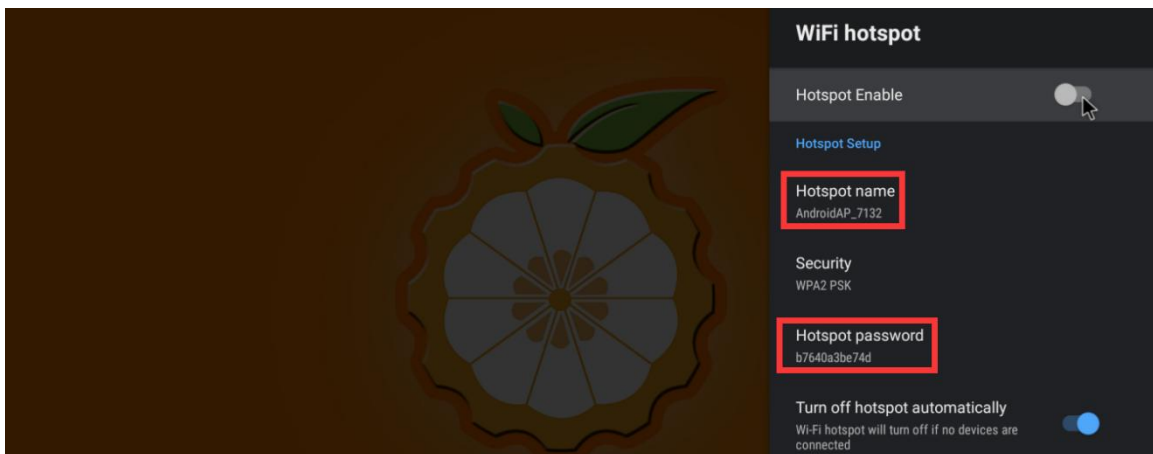 WiFi hotspot
Hotspot Enable
Hotspot Setup
Hotspot name
AndroidAP_7132
Security
WPA2 PSK
Hotspot password
b7640a3be74d
Turn off hotspot automatically
Wi-Fi hotspot will turn off if no devices are
connected